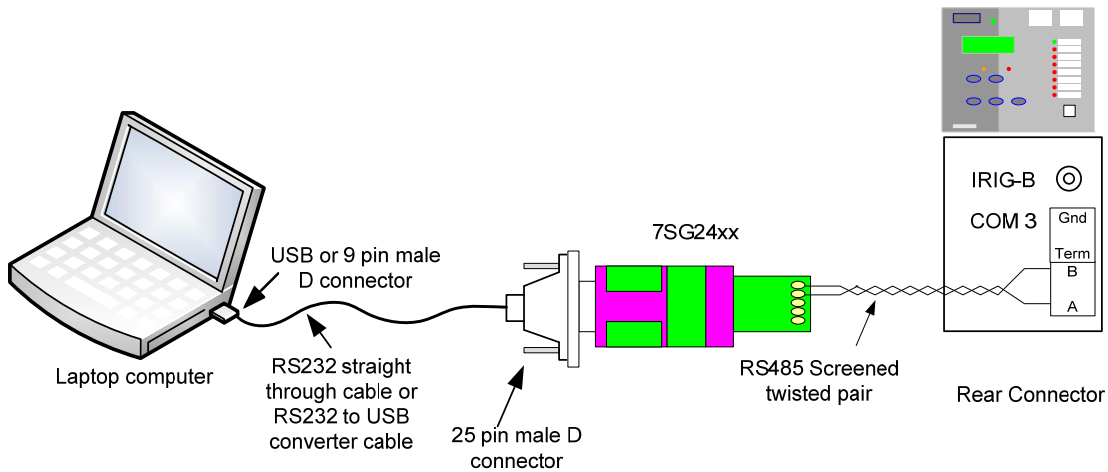 IRIG-B
COM 3
Gnd
Term
B
A
7SG24xx
USB or 9 pin male
D connector
Laptop computer
RS232 straight
through cable or
RS232 to USB
converter cable
25 pin male D
connector
RS485 Screened
twisted pair
Rear Connector